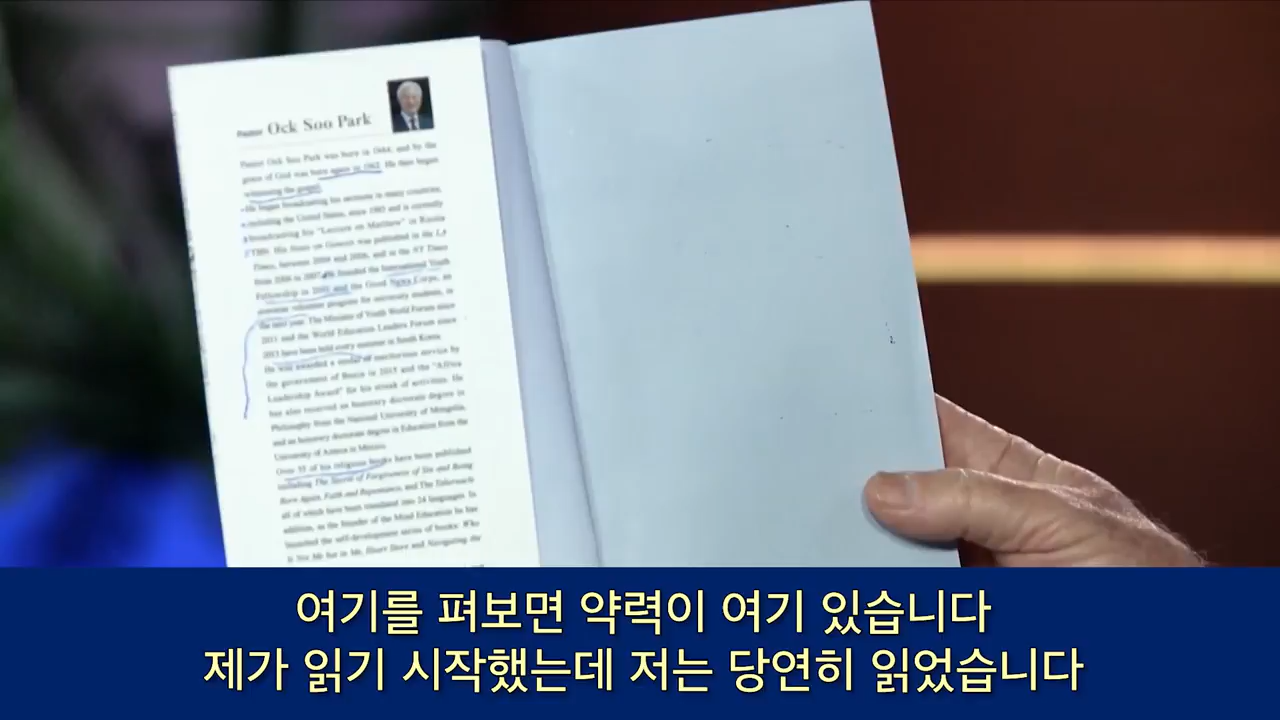 Pastor Ock Soo Park
Pastor Ock Soo Park was born in 1944, and by the
grace of God was born again in 1962. He then began
witnessing the gospel.
He began broadcasting his sermons in many countries,
including the United States, since 1985 and is currently
broadcasting his "Lecture on Matthew" in Russia
TBN. His Notes on Genesis was published in the LA
Times, between 2004 and 2006, and in the NY Times
from 2006 to 2007. He founded the International Youth
Fellowship in 2001 and the Good News Corps, an
overseas volunteer program for university students, in
the next year. The Minister of Youth World Forum since
2011 and the World Education Leaders Forum since
2013 have been held every summer in South Korea.
He was awarded a medal of meritorious service by
the government of Benin in 2015 and the "Africa
Leadership Award" for his streak of activities. He
has also received an honorary doctorate degree in
Philosophy from the National University of Mongolia,
and an honorary doctorate degree in Education from the
University of in Mexico.
Over 55 of his religious books have been published
including The Secret of Forgiveness of Sin and Being
Born Again, Faith and Repentance, and The Tabernacle
all of which have been translated into 24 languages. In
addition, as the founder of the Mind Education he has
launched the self-development series of books: Who
is and Navigating the
여기를 펴보면 약력이 여기 있습니다
제가 읽기 시작했는데 저는 당연히 읽었습니다